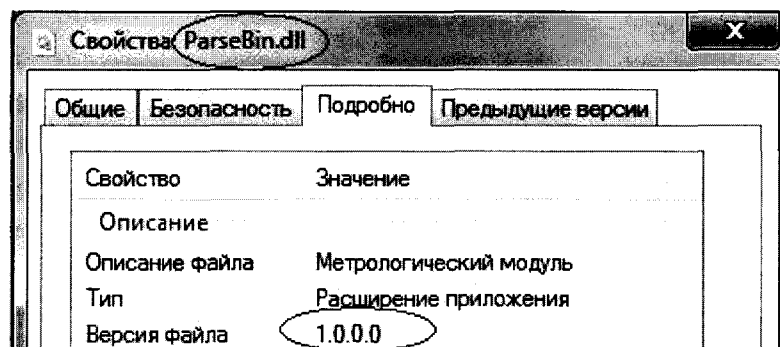 Свойства: ParseBin.dll
X
Общие Безопасность Подробно Предыдущие версии
Свойство Значение
Описание
Описание файла Метрологический модуль
Тип Расширение приложения
Версия файла 1.0.0.0